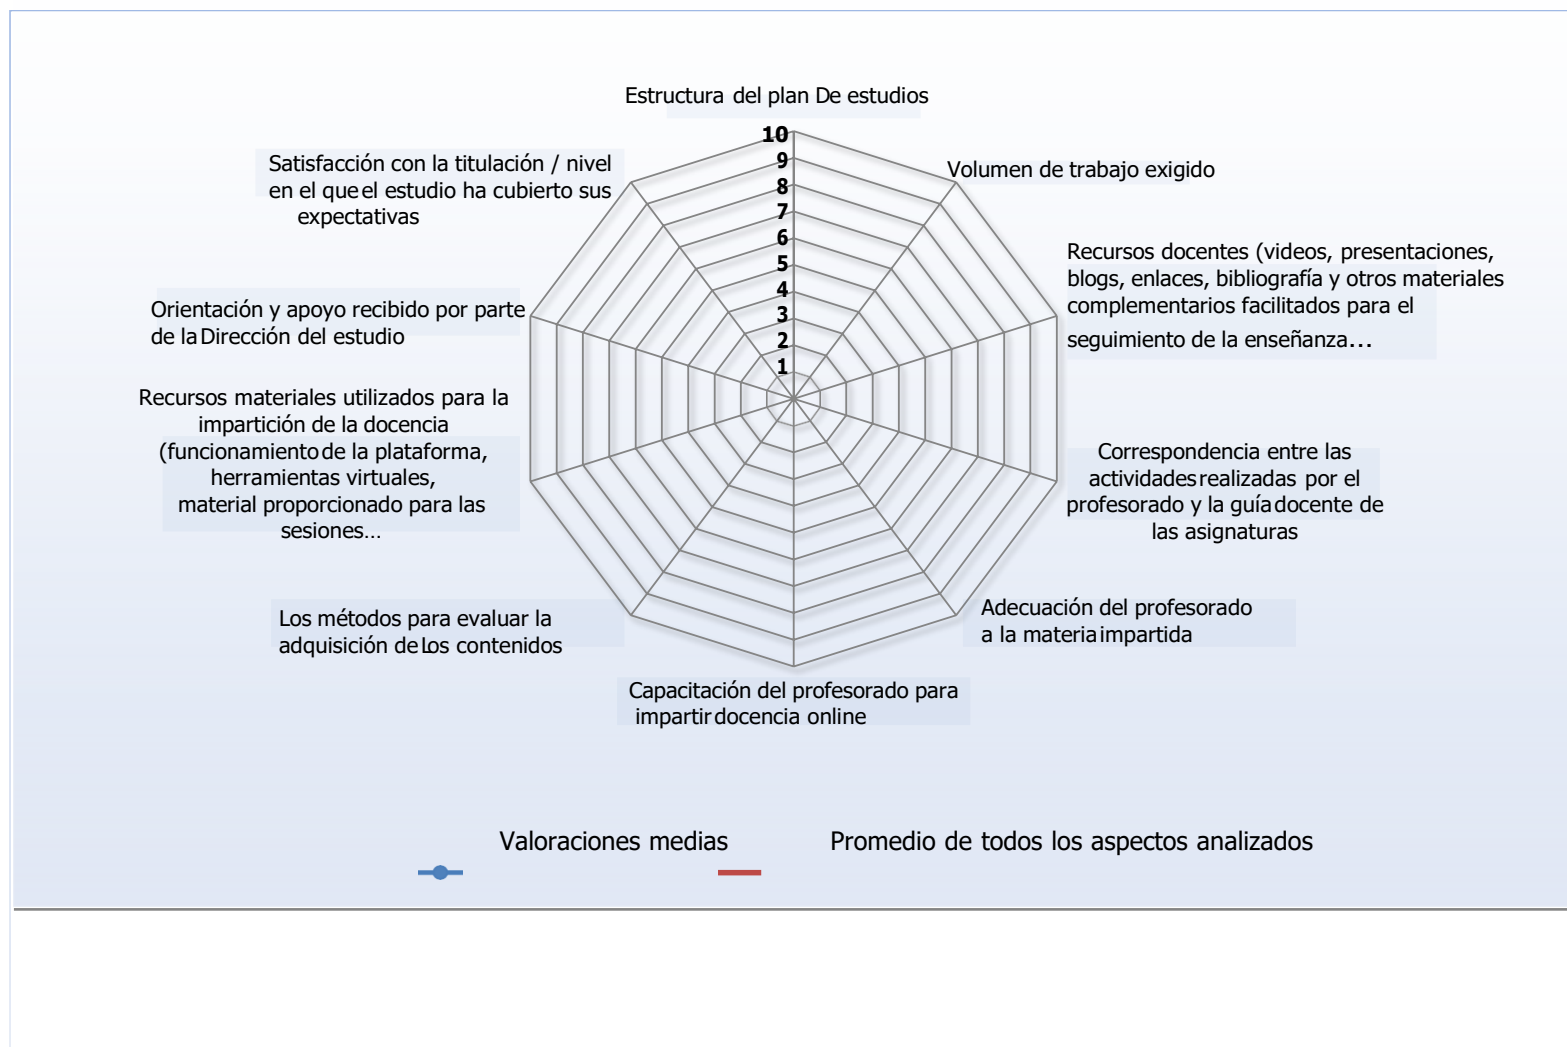 Estructura del plan De estudios
10
9
8
7
6
5
4
3
2
1
Volumen de trabajo exigido
Recursos docentes (videos, presentaciones,
blogs, enlaces, bibliografía y otros materiales
complementarios facilitados para el
seguimiento de la enseñanza...
Correspondencia entre las
actividades realizadas por el
profesorado y la guía docente de
las asignaturas
Adecuación del profesorado
a la materia impartida
Capacitación del profesorado para
impartir docencia online
Los métodos para evaluar la
adquisición de Los contenidos
Recursos materiales utilizados para la
impartición de la docencia
(funcionamiento de la plataforma,
herramientas virtuales,
material proporcionado para las
sesiones...
Orientación y apoyo recibido por parte
de la Dirección del estudio
Satisfacción con la titulación / nivel
en el que el estudio ha cubierto sus
expectativas
Valoraciones medias
Promedio de todos los aspectos analizados